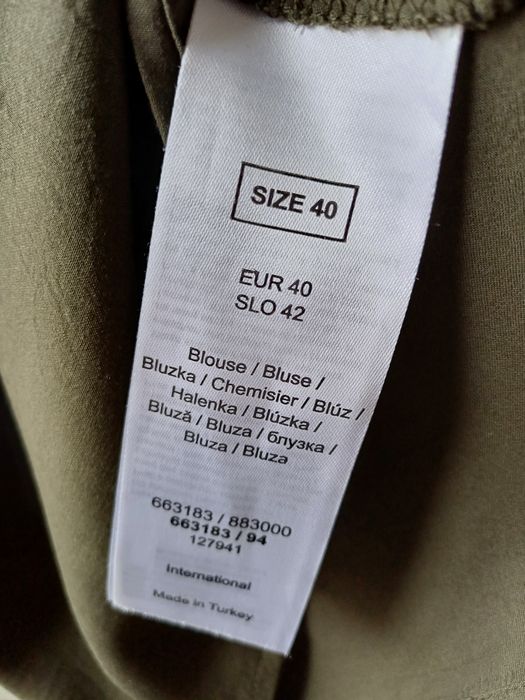 SIZE 40
EUR 40
SLO 42
Blouse / Bluse /
Bluzka / Chemisier / Blúz /
Halenka / Blúzka /
Bluză / Bluza / блузка /
Bluza / Bluza
663183 / 883000
663183 / 94
127941
International
Made in Turkey